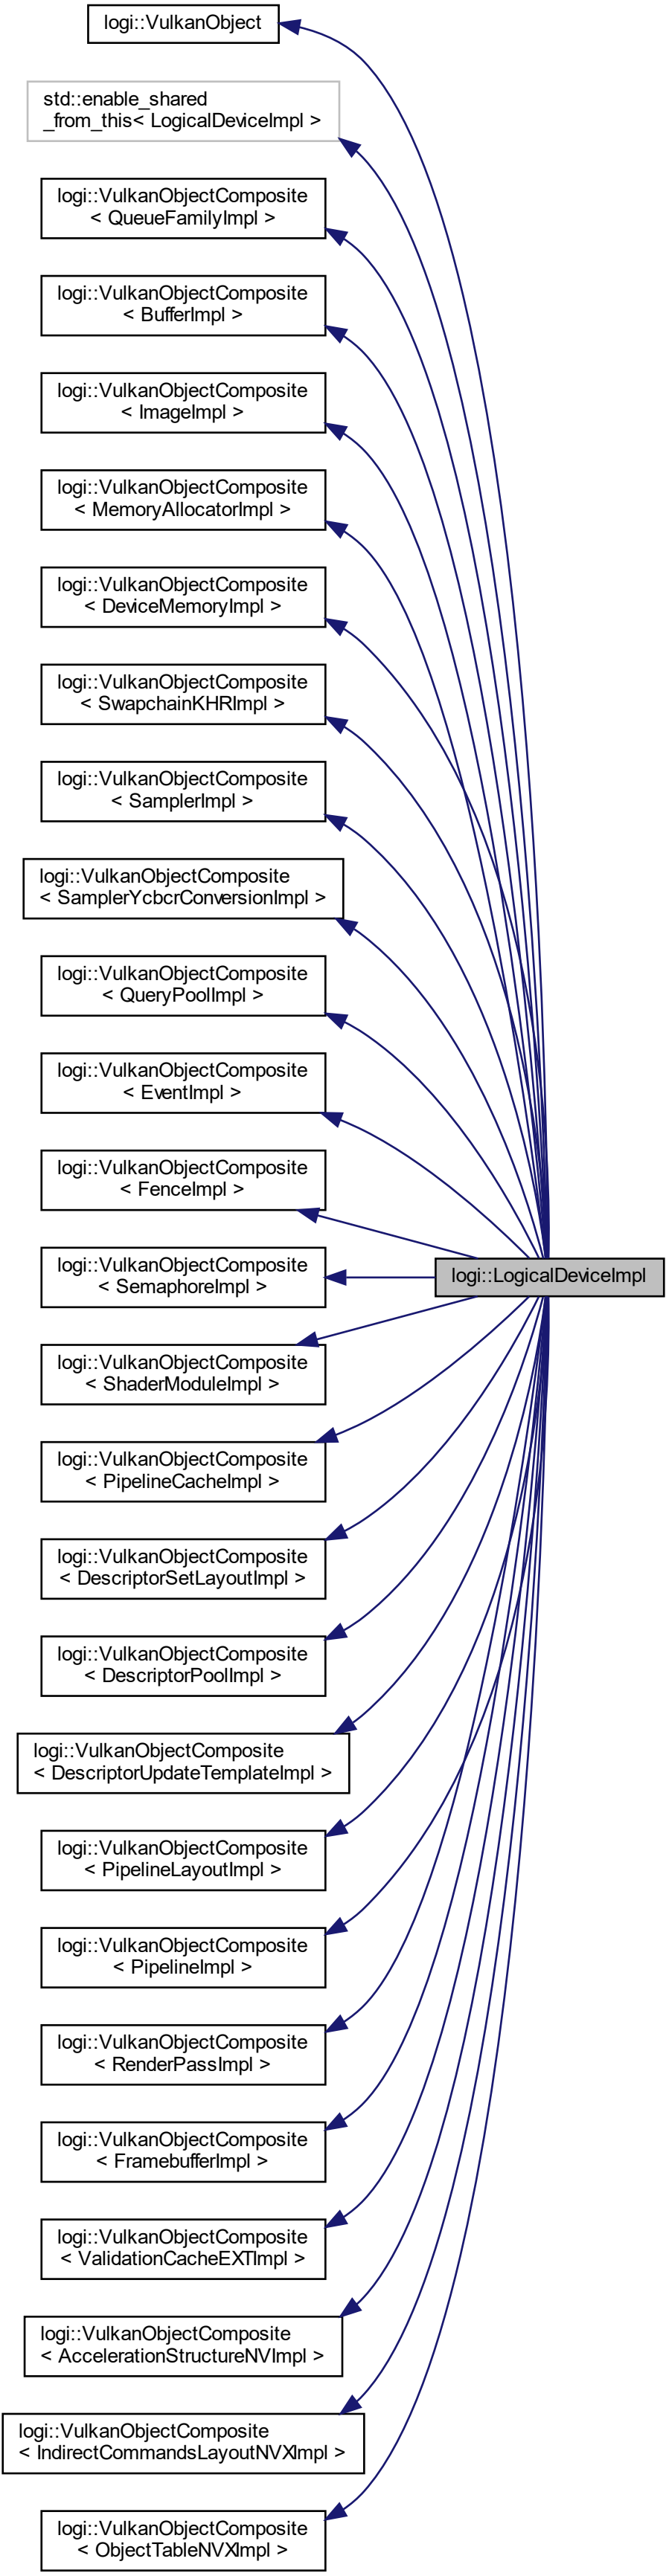 logi::VulkanObject
std::enable_shared
_from_this< LogicalDeviceImpl >
logi::VulkanObjectComposite
< QueueFamilyImpl >
logi::VulkanObjectComposite
< BufferImpl >
logi::VulkanObjectComposite
< ImageImpl >
logi::VulkanObjectComposite
< MemoryAllocatorImpl >
logi::VulkanObjectComposite
< DeviceMemoryImpl >
logi::VulkanObjectComposite
< SwapchainKHRImpl >
logi::VulkanObjectComposite
< SamplerImpl >
logi::VulkanObjectComposite
< SamplerYcbcrConversionImpl >
logi::VulkanObjectComposite
< QueryPoolImpl >
logi::VulkanObjectComposite
< EventImpl >
logi::VulkanObjectComposite
< FenceImpl >
logi::VulkanObjectComposite
< SemaphoreImpl >
logi::LogicalDeviceImpl
logi::VulkanObjectComposite
< ShaderModuleImpl >
logi::VulkanObjectComposite
< PipelineCacheImpl >
logi::VulkanObjectComposite
< DescriptorSetLayoutImpl >
logi::VulkanObjectComposite
< DescriptorPoolImpl >
logi::VulkanObjectComposite
< DescriptorUpdateTemplateImpl >
logi::VulkanObjectComposite
< PipelineLayoutImpl >
logi::VulkanObjectComposite
< PipelineImpl >
logi::VulkanObjectComposite
< RenderPassImpl >
logi::VulkanObjectComposite
< FramebufferImpl >
logi::VulkanObjectComposite
< ValidationCacheEXTImpl >
logi::VulkanObjectComposite
< AccelerationStructureNVImpl >
logi::VulkanObjectComposite
< IndirectCommandsLayoutNVXImpl >
logi::VulkanObjectComposite
< ObjectTableNVXImpl >